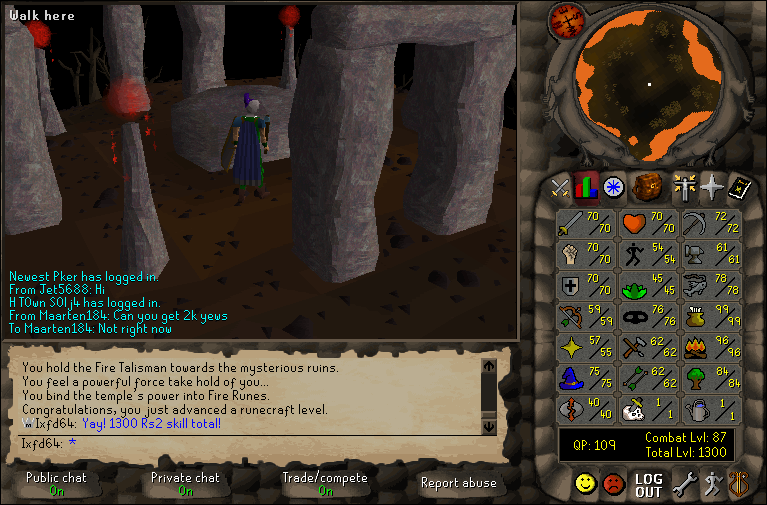 Walk here
Newest Pker has logged in.
From Jet5688: Hi
H T0wn S0l j4 has logged in.
From Maarten184: Can you get 2k yews
To Maarten184: Not right now
You hold the Fire Talisman towards the mysterious ruins.
You feel a powerful force take hold of you...
You bind the temple's power into Fire Runes.
Congratulations, you just advanced a runecraft level.
Ixfd64: Yay! 1300 Rs2 skill total!
Ixfd64: *
Public chat
On
Private chat
On
Trade/compete
On
Report abuse
70 70 70 70 72 72
70 70 54 54 61 61
70 70 45 45 78 78
59 59 76 76 99 99
57 55 62 62 96 96
75 75 62 62 84 84
40 40 1 1 1 1
QP: 109
Combat Lvl: 87
Total Lvl: 1300
LOG
OUT